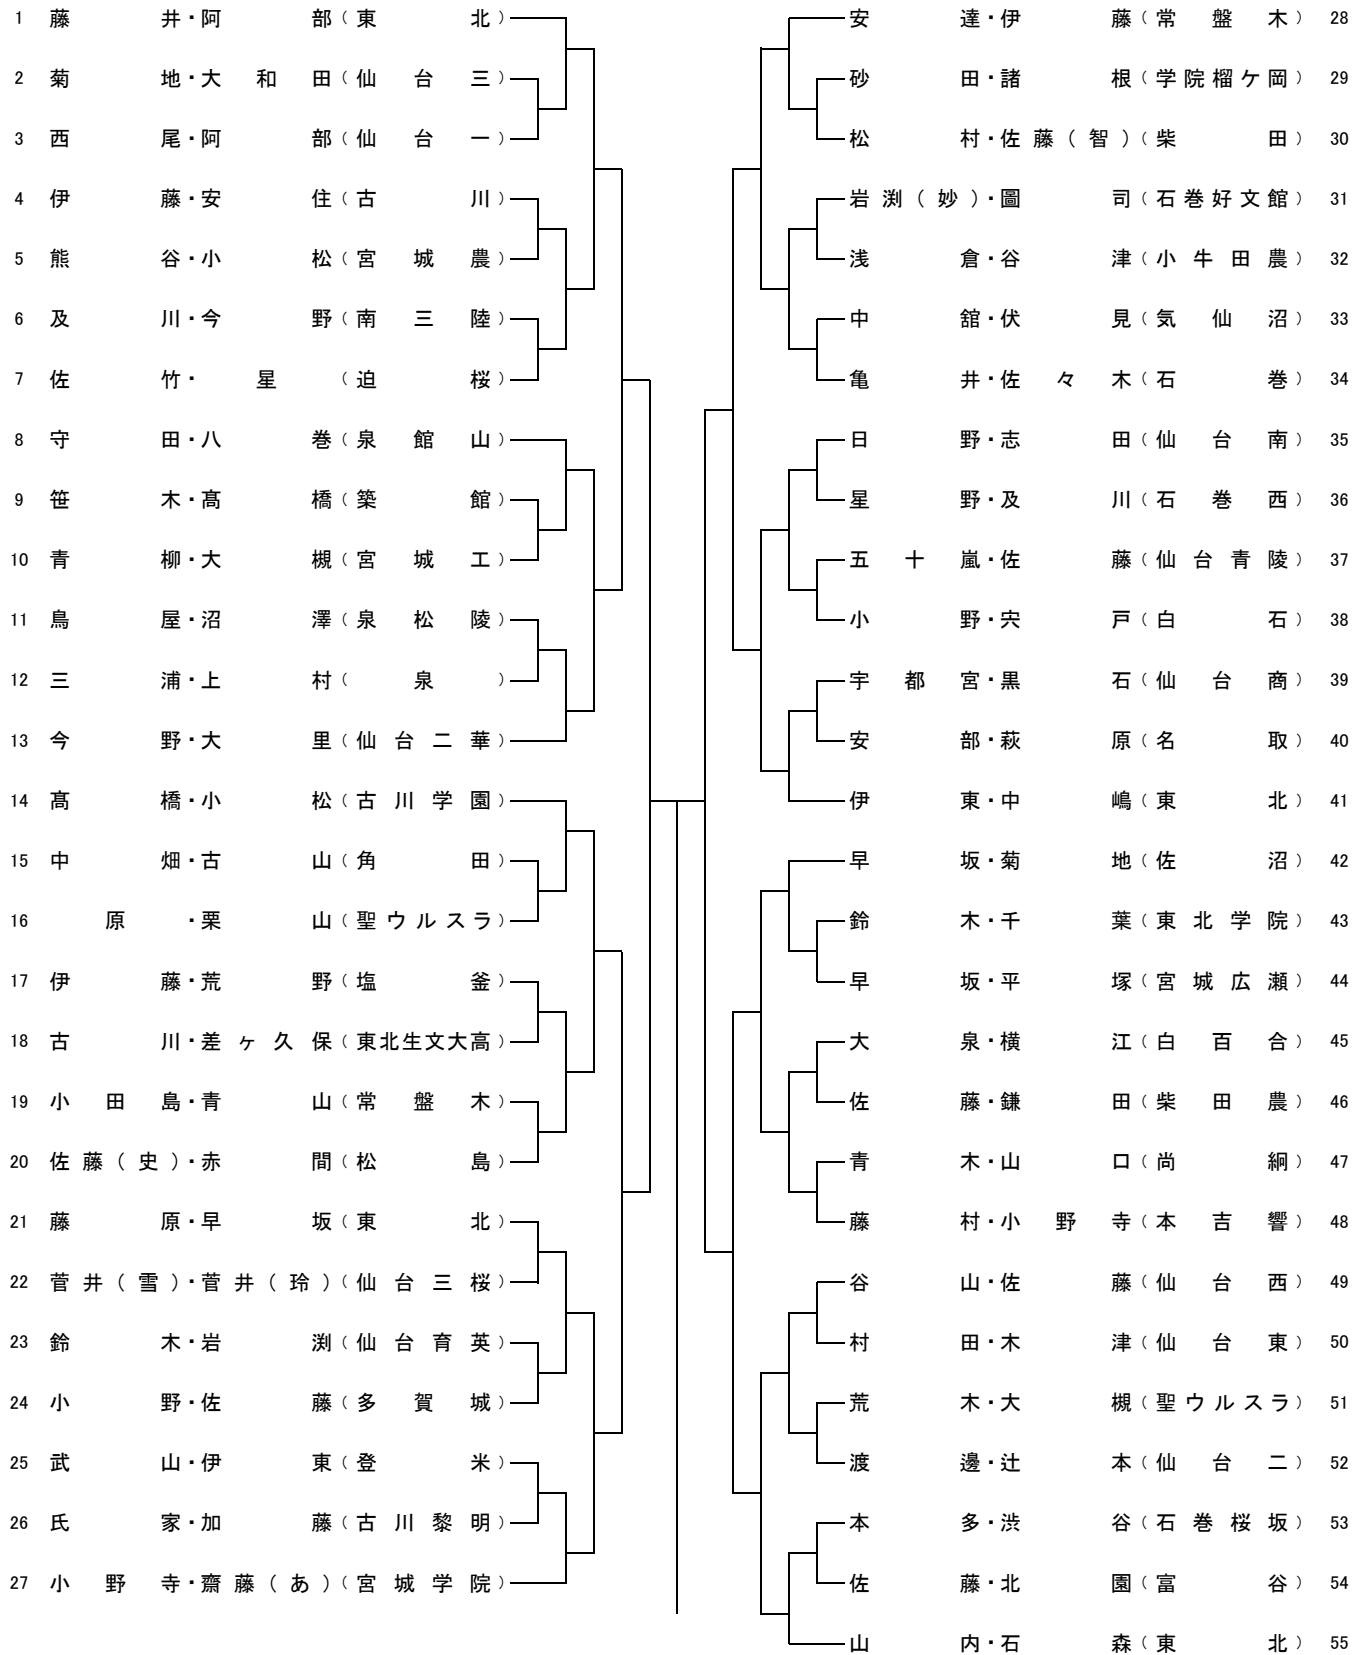 1 藤井・阿部（東北）
2 菊地・大和田（仙台三）
3 西尾・阿部（仙台一）
4 伊藤・安住（古川）
5 熊谷・小松（宮城農）
6 及川・今野（南三陸）
7 佐竹・星（迫桜）
8 守田・八巻（泉館山）
9 笹木・髙橋（築館）
10 青柳・大槻（宮城工）
11 鳥屋・沼澤（泉松陵）
12 三浦・上村（泉）
13 今野・大里（仙台二華）
14 髙橋・小松（古川学園）
15 中畑・古山（角田）
16 原・栗山（聖ウルスラ）
17 伊藤・荒野（塩釜）
18 古川・差ヶ久保（東北生文大高）
19 小田島・青山（常盤木）
20 佐藤（史）・赤間（松島）
21 藤原・早坂（東北）
22 菅井（雪）・菅井（玲）（仙台三桜）
23 鈴木・岩渕（仙台育英）
24 小野・佐藤（多賀城）
25 武山・伊東（登米）
26 氏家・加藤（古川黎明）
27 小野寺・齋藤（あ）（宮城学院）
安達・伊藤（常盤木） 28
砂田・諸根（学院榴ケ岡） 29
松村・佐藤（智）（柴田） 30
岩渕（妙）・圖司（石巻好文館） 31
浅倉・谷津（小牛田農） 32
中舘・伏見（気仙沼） 33
亀井・佐々木（石巻） 34
日野・志田（仙台南） 35
星野・及川（石巻西） 36
五十嵐・佐藤（仙台青陵） 37
小野・宍戸（白石） 38
宇都宮・黒石（仙台商） 39
安部・萩原（名取） 40
伊東・中嶋（東北） 41
早坂・菊地（佐沼） 42
鈴木・千葉（東北学院） 43
早坂・平塚（宮城広瀬） 44
大泉・横江（白百合） 45
佐藤・鎌田（柴田農） 46
青木・山口（尚絅） 47
藤村・小野寺（本吉響） 48
谷山・佐藤（仙台西） 49
村田・木津（仙台東） 50
荒木・大槻（聖ウルスラ） 51
渡邊・辻本（仙台二） 52
本多・渋谷（石巻桜坂） 53
佐藤・北園（富谷） 54
山内・石森（東北） 55